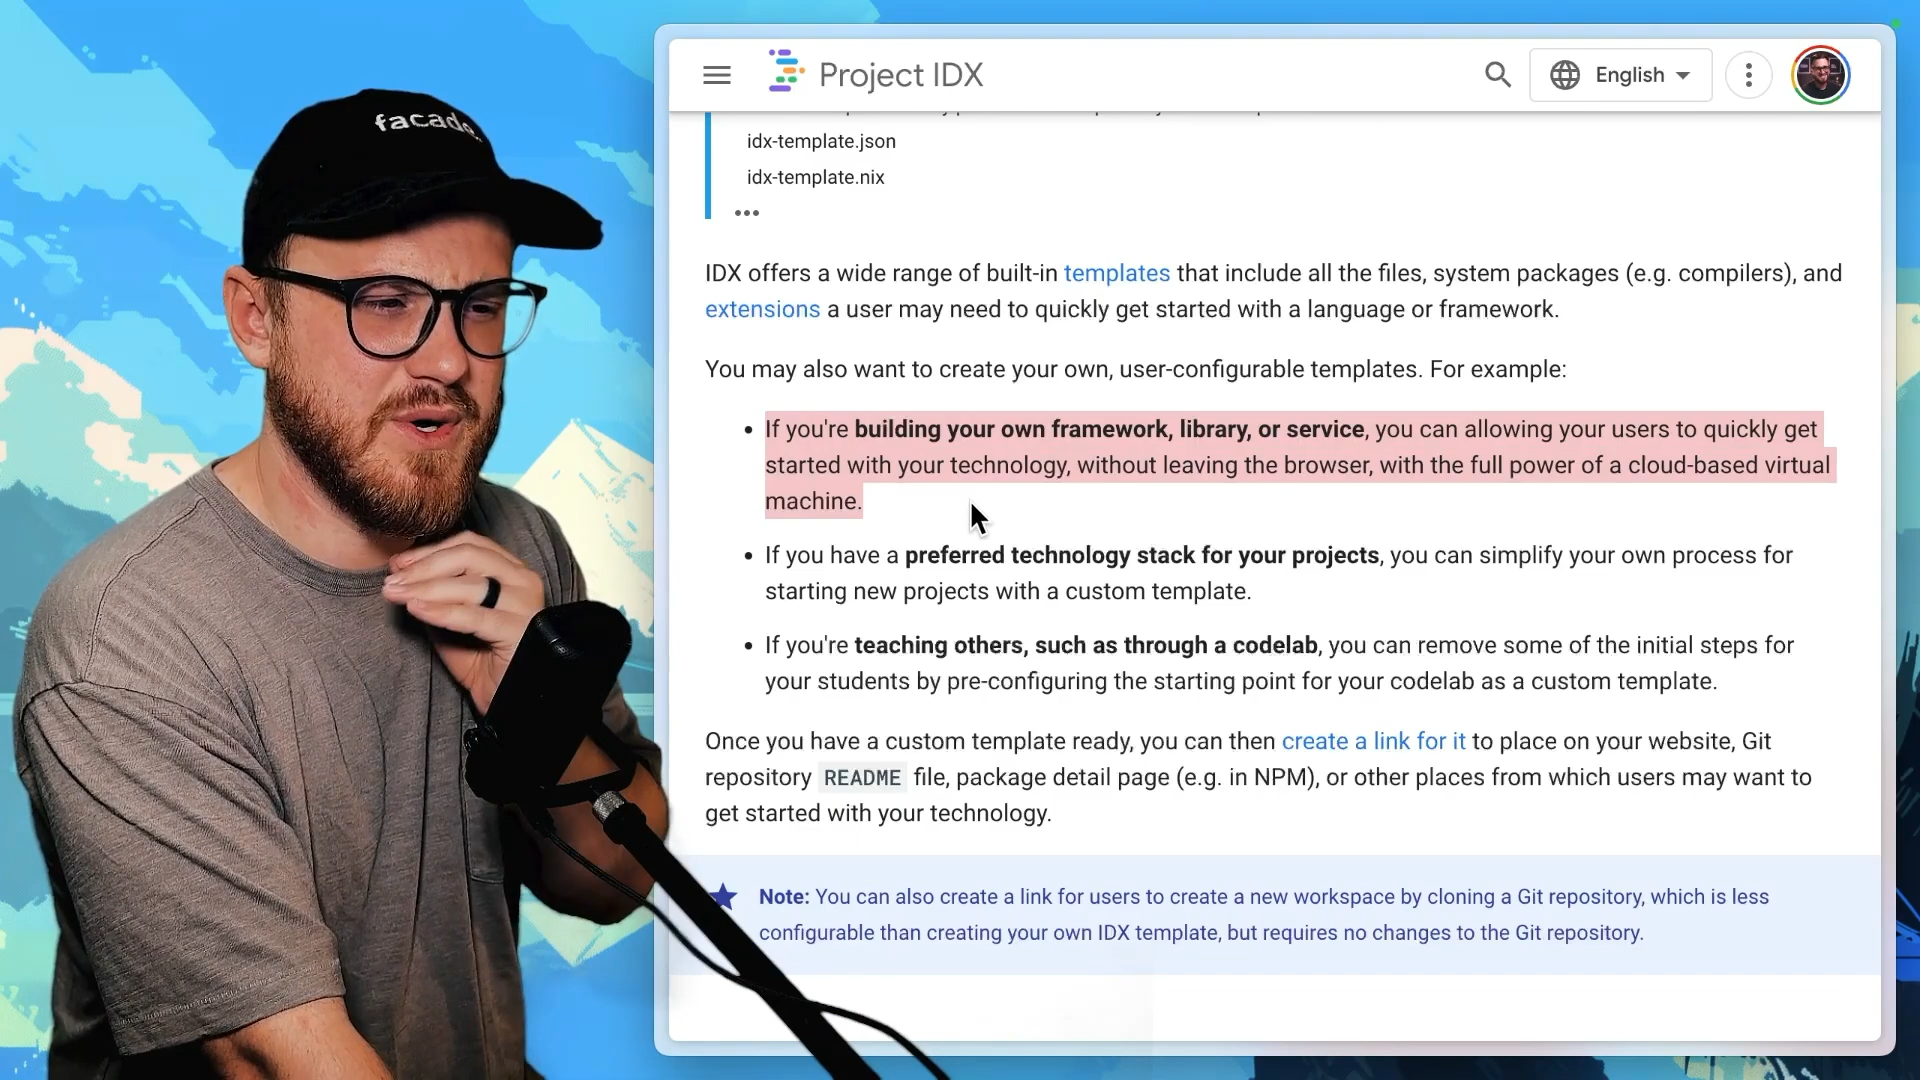 facade.
Project IDX
English
idx-template.json
idx-template.nix
IDX offers a wide range of built-in templates that include all the files, system packages (e.g. compilers), and
extensions a user may need to quickly get started with a language or framework.
You may also want to create your own, user-configurable templates. For example:
• If you're building your own framework, library, or service, you can allowing your users to quickly get
started with your technology, without leaving the browser, with the full power of a cloud-based virtual
machine.
• If you have a preferred technology stack for your projects, you can simplify your own process for
starting new projects with a custom template.
• If you're teaching others, such as through a codelab, you can remove some of the initial steps for
your students by pre-configuring the starting point for your codelab as a custom template.
Once you have a custom template ready, you can then create a link for it to place on your website, Git
repository README file, package detail page (e.g. in NPM), or other places from which users may want to
get started with your technology.
Note: You can also create a link for users to create a new workspace by cloning a Git repository, which is less
configurable than creating your own IDX template, but requires no changes to the Git repository.